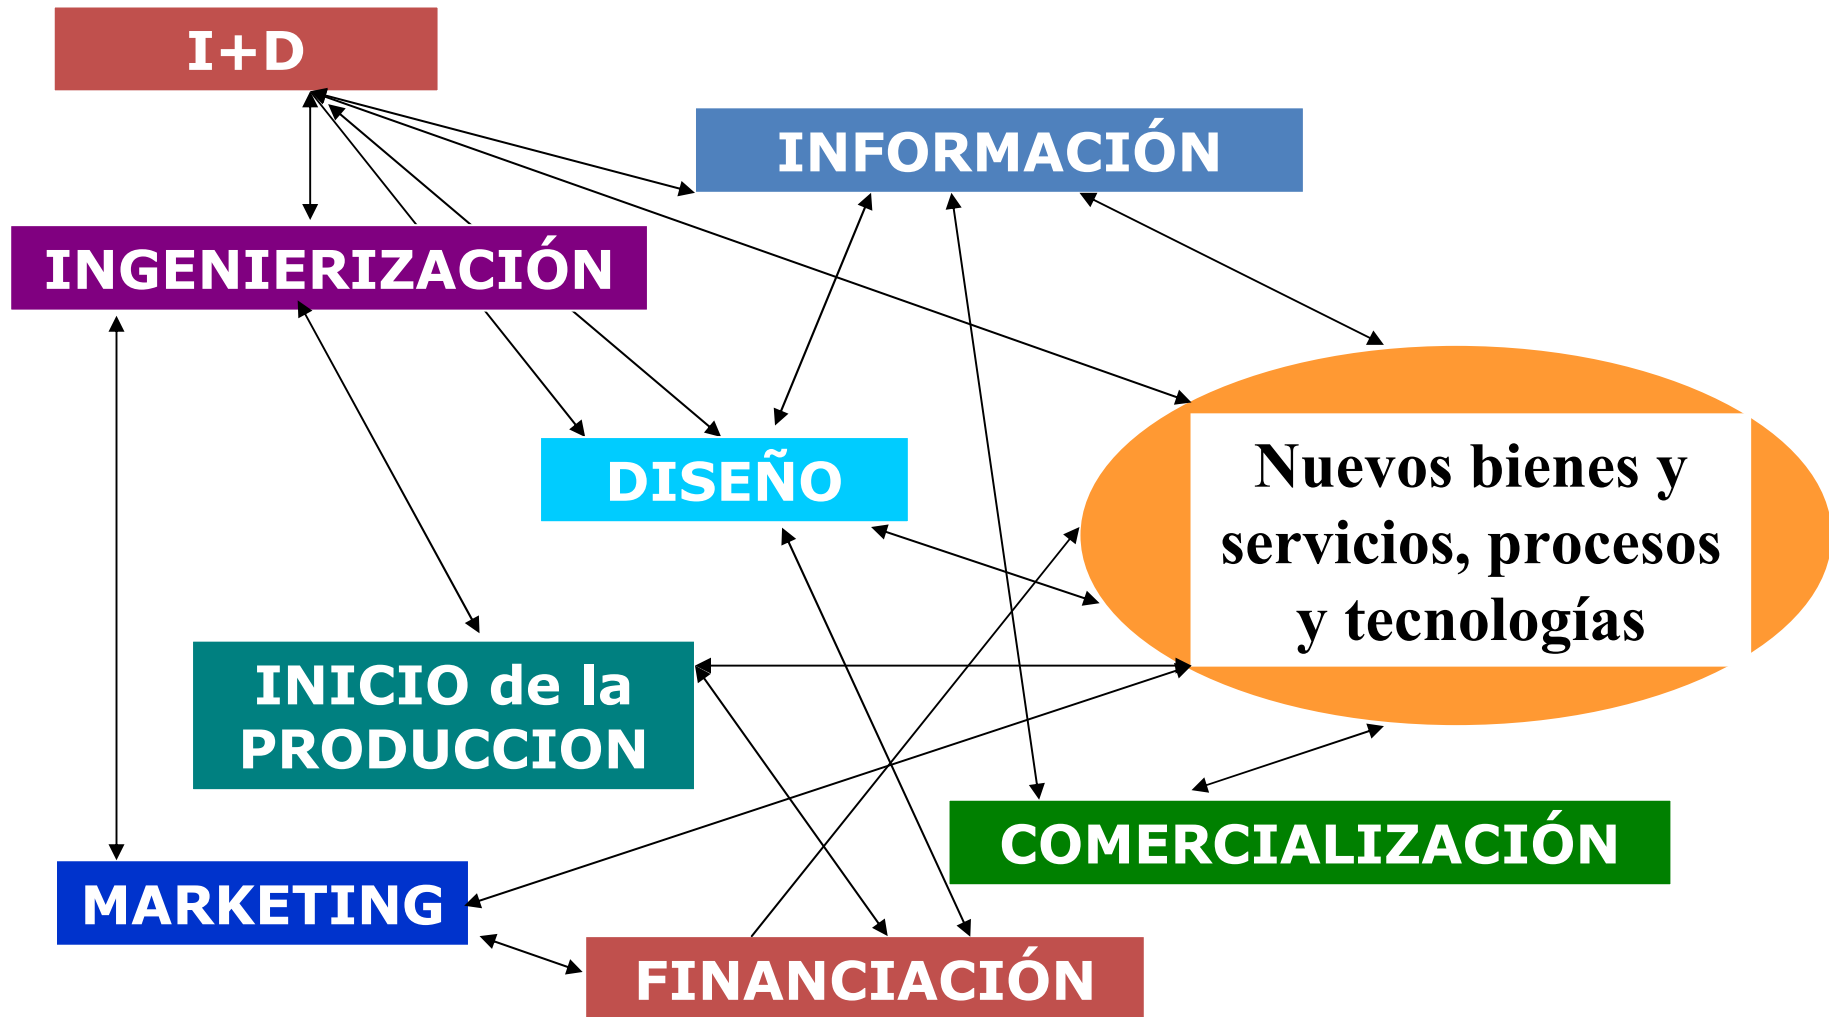 I+D
INFORMACIÓN
INGENIERIZACIÓN
DISEÑO
Nuevos bienes y
servicios, procesos
y tecnologías
INICIO de la
PRODUCCION
COMERCIALIZACIÓN
MARKETING
FINANCIACIÓN